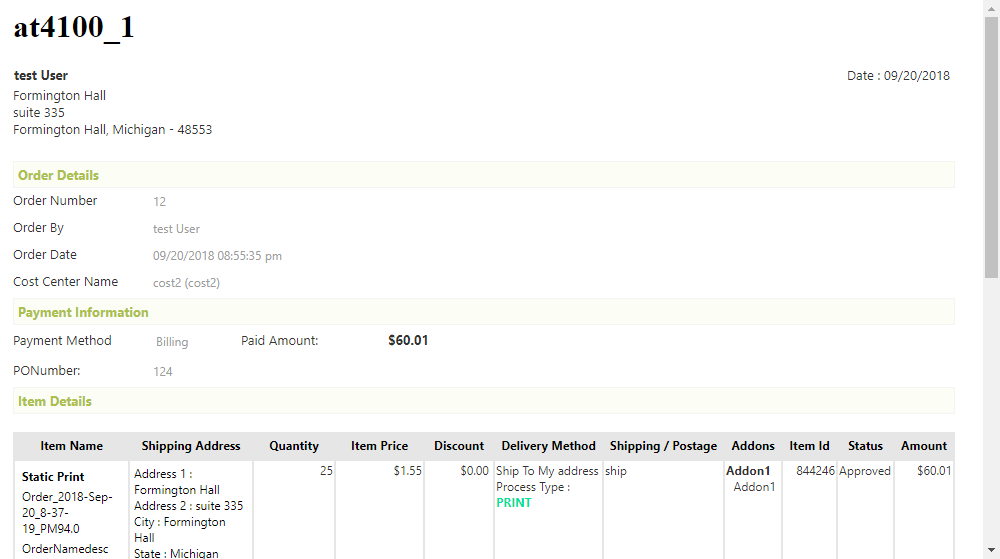 at4100_1
test User
Date : 09/20/2018
Formington Hall
suite 335
Formington Hall, Michigan - 48553
Order Details
Order Number 12
Order By test User
Order Date 09/20/2018 08:55:35 pm
Cost Center Name cost2 (cost2)
Payment Information
Payment Method Billing Paid Amount: $60.01
PONumber: 124
Item Details
Item Name Shipping Address Quantity Item Price Discount Delivery Method Shipping / Postage Addons Item Id Status Amount
Static Print
Order_2018-Sep-
20_8-37-
19_PM94.0
OrderNamedesc
Address 1 :
Formington Hall
Address 2 : suite 335
City : Formington
Hall
State : Michigan
25
$1.55
$0.00
Ship To My address
Process Type :
PRINT
ship
Addon1
Addon1
844246
Approved
$60.01